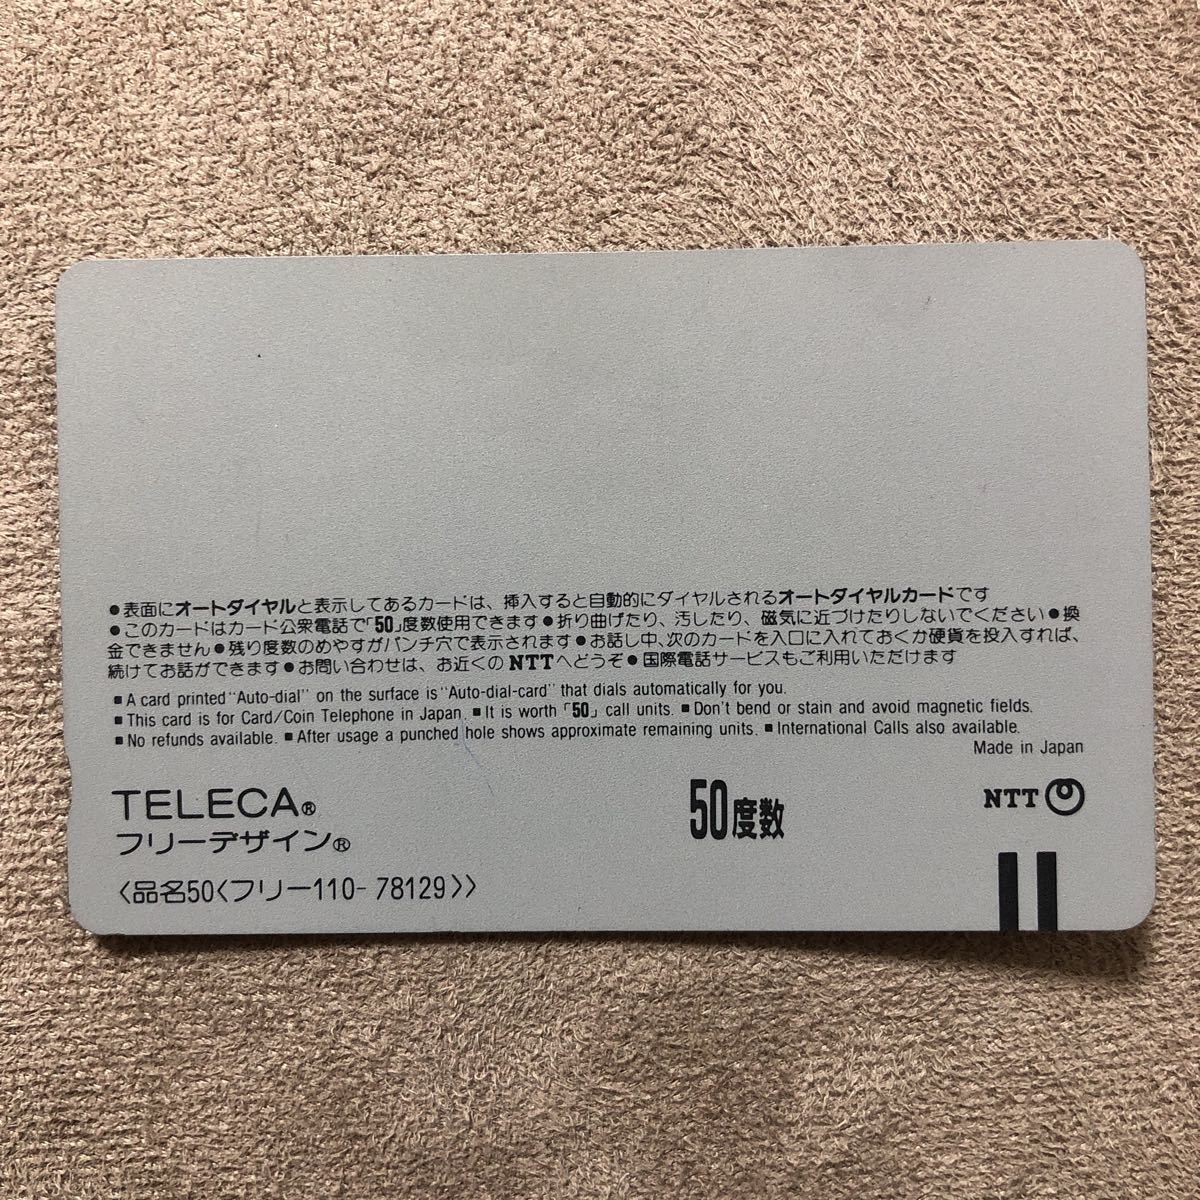 ●表面にオートダイヤルと表示してあるカードは、挿入すると自動的にダイヤルされるオートダイヤルカードです
●このカードはカード公衆電話で「50」度数使用できます●折り曲げたり、汚したり、磁気に近づけたりしないでください●換
金できません●残り度数のめやすがパンチ穴で表示されます●お話し中、次のカードを入口に入れておくか硬貨を投入すれば、
続けてお話ができます●お問い合わせは、お近くのNTTへどうぞ●国際電話サービスもご利用いただけます
■A card printed "Auto-dial" on the surface is "Auto-dial-card" that dials automatically for you.
■This card is for Card/Coin Telephone in Japan. ■It is worth「50」call units. ■Don't bend or stain and avoid magnetic fields.
■No refunds available. ■After usage a punched hole shows approximate remaining units. ■International Calls also available.
Made in Japan
TELECA®
フリーデザイン®
50度数
NTT
〈品名50〈フリー110-78129〉〉